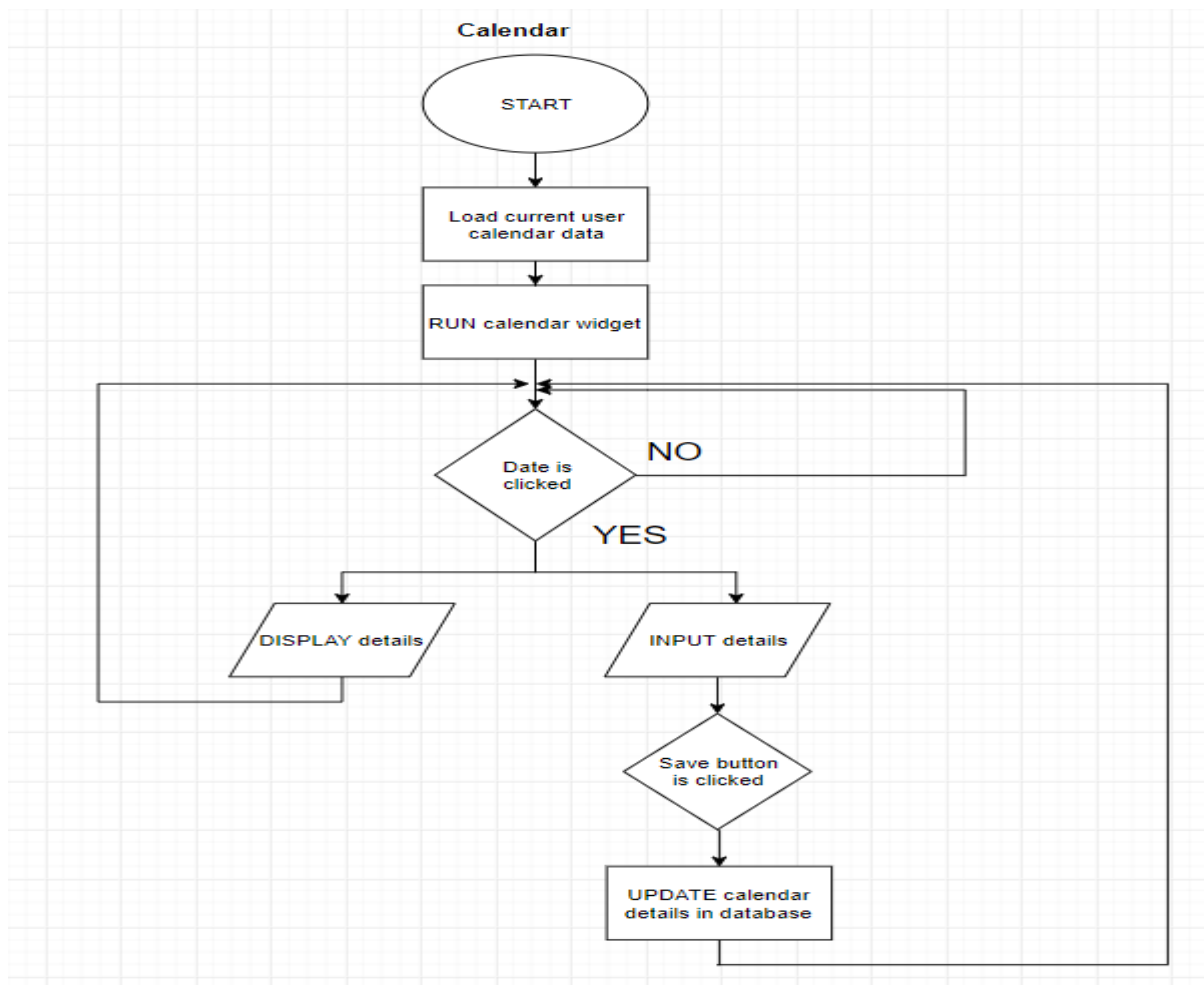 Calendar
START
Load current user
calendar data
RUN calendar widget
Date is
clicked
NO
YES
DISPLAY details
INPUT details
Save button
is clicked
UPDATE calendar
details in database